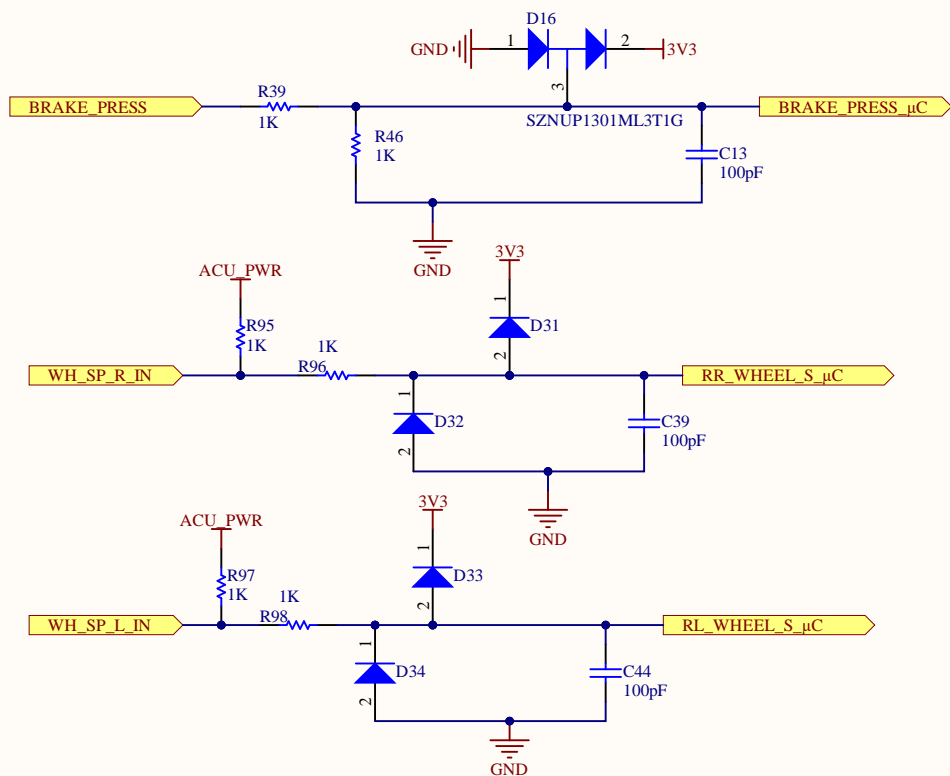 D16
GND
1
2
3V3
BRAKE_PRESS
R39
1K
3
SZNUP1301ML3T1G
BRAKE_PRESS_µC
R46
1K
C13
100pF
GND
3V3
ACU_PWR
1
D31
2
R95
1K
1K
R96
WH_SP_R_IN
RR_WHEEL_S_µC
1
D32
2
C39
100pF
GND
3V3
ACU_PWR
1
D33
2
R97
1K
1K
R98
WH_SP_L_IN
RL_WHEEL_S_µC
1
D34
2
C44
100pF
GND